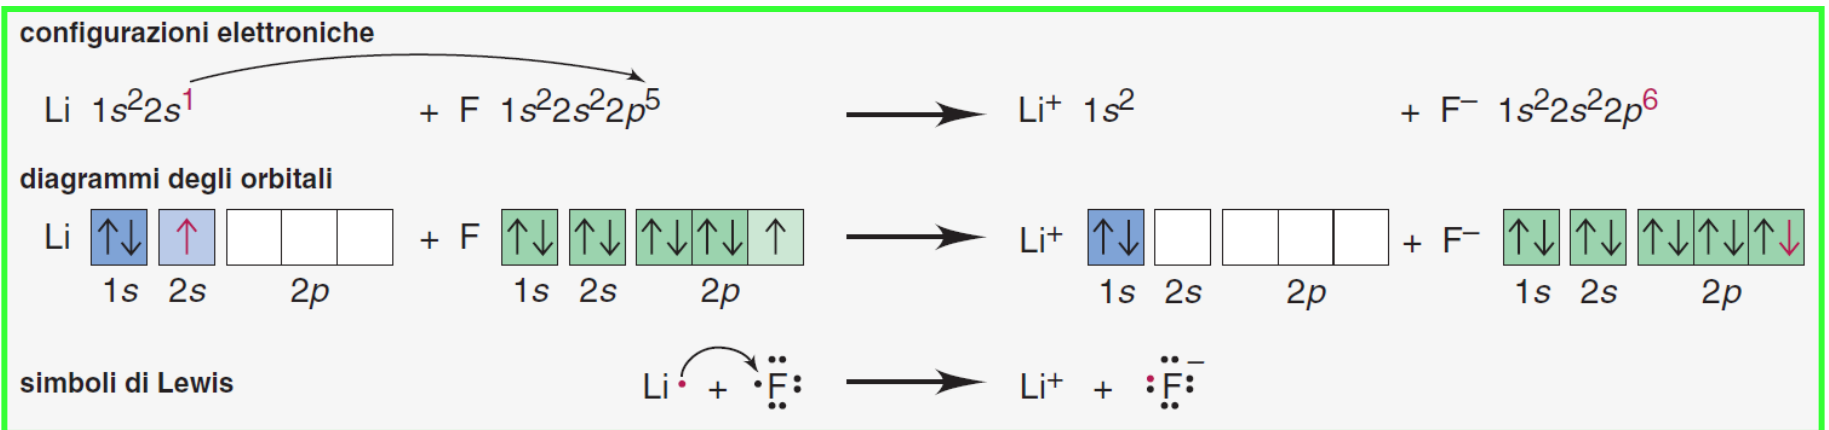 configurazioni elettroniche
Li 1s²2s¹ + F 1s²2s²2p⁵ ⟶ Li⁺ 1s² + F⁻ 1s²2s²2p⁶
diagrammi degli orbitali
Li ↑↓ ↑ + F ↑↓ ↑↓ ↑↓ ↑↓ ↑ ⟶ Li⁺ ↑↓ + F⁻ ↑↓ ↑↓ ↑↓ ↑↓ ↑↓
1s 2s 2p 1s 2s 2p 1s 2s 2p 1s 2s 2p
simboli di Lewis Li· + ·F: ⟶ Li⁺ + :F:⁻